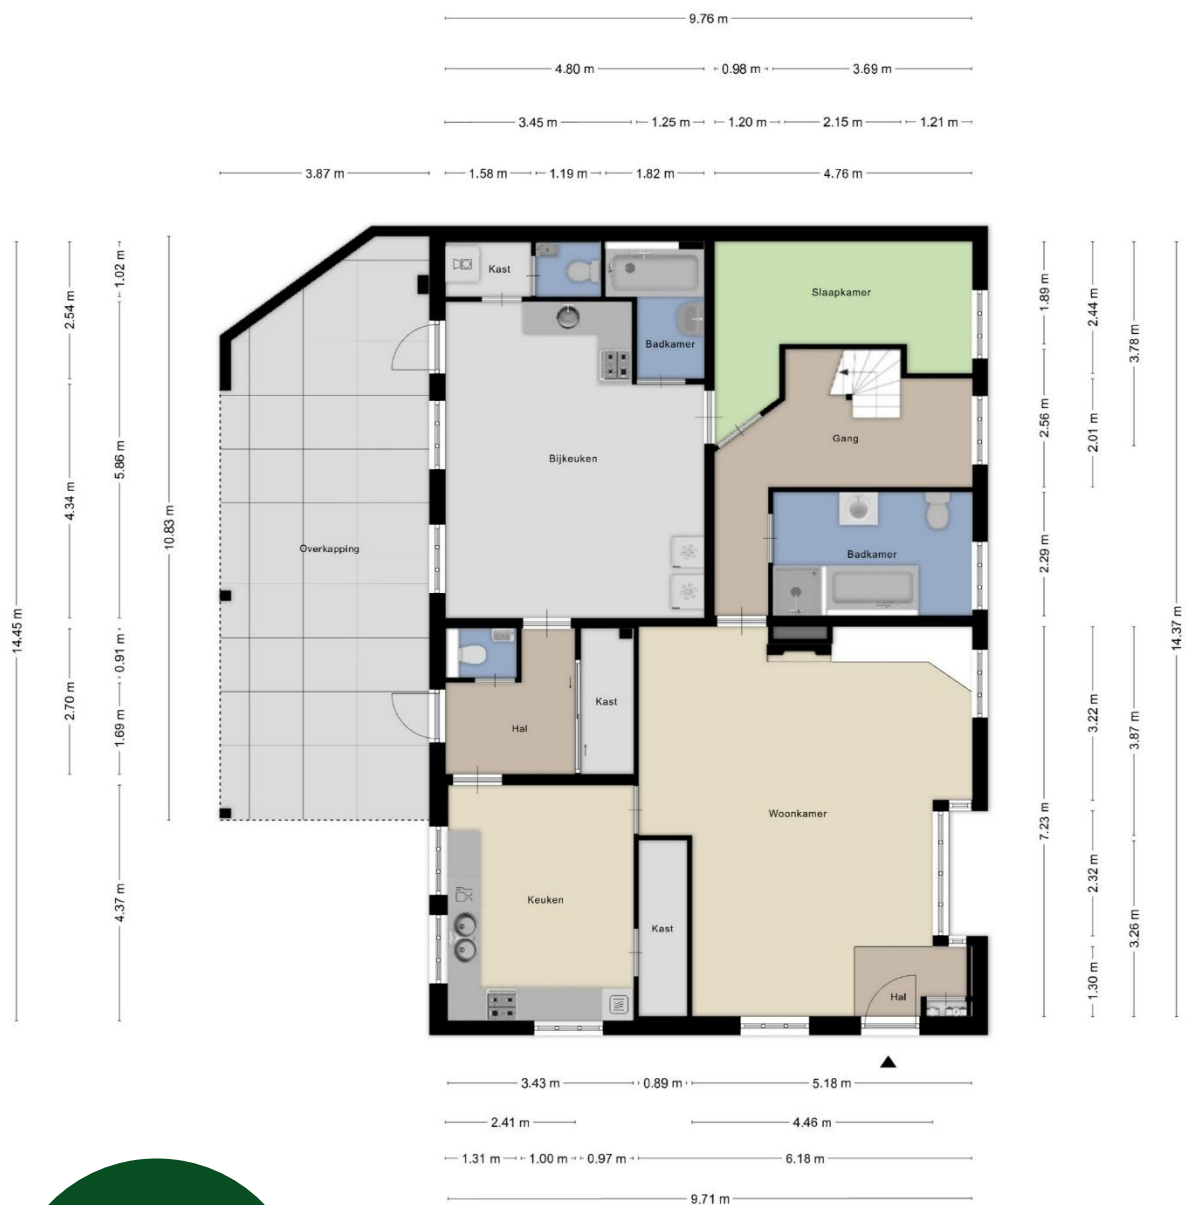 9.76 m
4.80 m
0.98 m
3.69 m
3.45 m
1.25 m
1.20 m
2.15 m
1.21 m
3.87 m
1.58 m
1.19 m
1.82 m
4.76 m
14.45 m
2.54 m
4.34 m
2.70 m
1.02 m
5.86 m
0.91 m
1.69 m
4.37 m
10.83 m
Kast
Slaapkamer
Badkamer
Gang
Bijkeuken
Overkapping
Badkamer
Kast
Hal
Woonkamer
Keuken
Kast
Hal
1.89 m
2.56 m
2.29 m
7.23 m
2.44 m
2.01 m
3.22 m
2.32 m
1.30 m
3.78 m
3.87 m
3.26 m
14.37 m
3.43 m
0.89 m
5.18 m
2.41 m
4.46 m
1.31 m
1.00 m
0.97 m
6.18 m
9.71 m